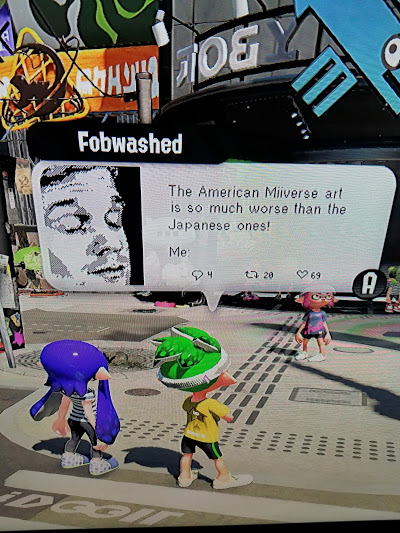 Fobwashed
The American Miiverse art
is so much worse than the
Japanese ones!
Me:
4 20 69
A